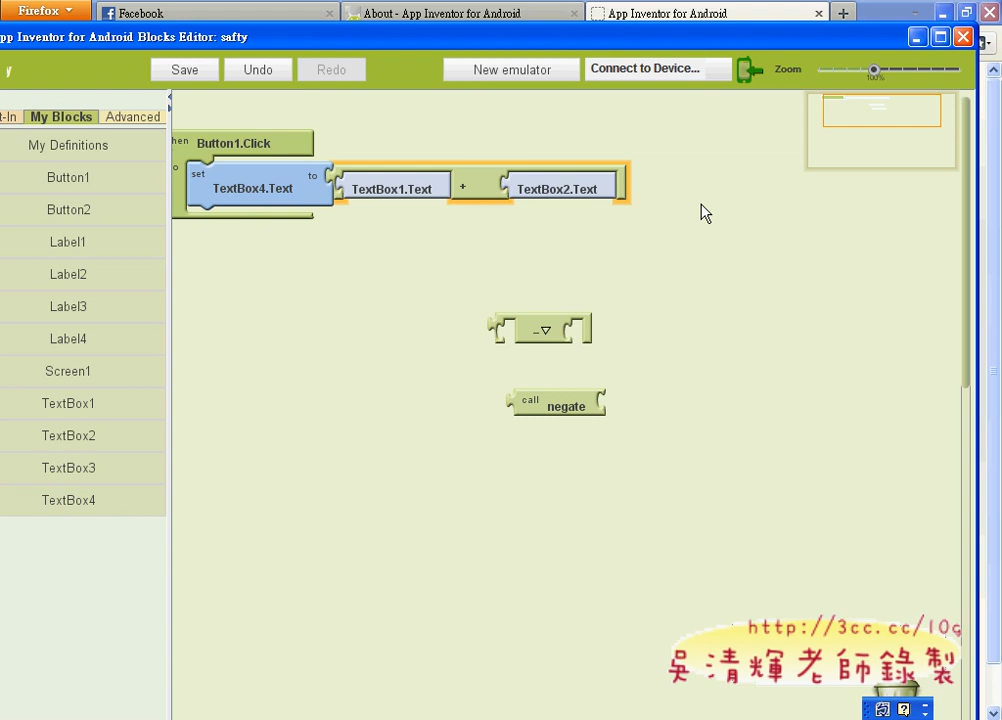 Firefox
Facebook
About - App Inventor for Android
App Inventor for Android
pp Inventor for Android Blocks Editor: safty
y
Save
Undo
Redo
New emulator
Connect to Device...
Zoom
100%
t-In
My Blocks
Advanced
My Definitions
Button1
Button2
Label1
Label2
Label3
Label4
Screen1
TextBox1
TextBox2
TextBox3
TextBox4
hen Button1.Click
o
set TextBox4.Text to
TextBox1.Text + TextBox2.Text
call negate
http://3cc.cc/10g
吳清輝老師錄製